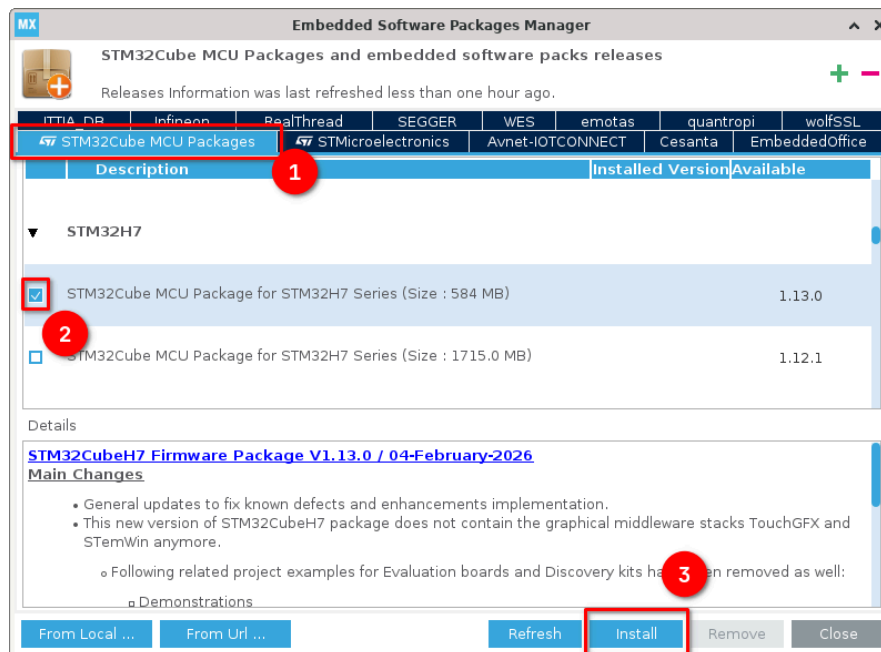 MX Embedded Software Packages Manager
STM32Cube MCU Packages and embedded software packs releases
Releases Information was last refreshed less than one hour ago.
ITTIA_DB Infineon RealThread SEGGER WES emotas quantropi wolfSSL
STM32Cube MCU Packages STMicroelectronics Avnet-IOTCONNECT Cesanta EmbeddedOffice
1
Description Installed Version Available
STM32H7
STM32Cube MCU Package for STM32H7 Series (Size : 584 MB) 1.13.0
2
STM32Cube MCU Package for STM32H7 Series (Size : 1715.0 MB) 1.12.1
Details
STM32CubeH7 Firmware Package V1.13.0 / 04-February-2026
Main Changes
General updates to fix known defects and enhancements implementation.
This new version of STM32CubeH7 package does not contain the graphical middleware stacks TouchGFX and
STemWin anymore.
Following related project examples for Evaluation boards and Discovery kits removed as well:
3
Demonstrations
From Local ... From Url ... Refresh Install Remove Close